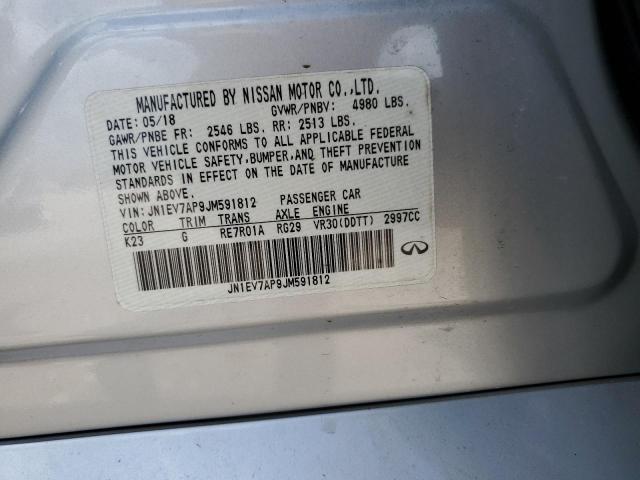 MANUFACTURED BY NISSAN MOTOR CO.,LTD.
DATE: 05/18 GVWR/PNBV: 4980 LBS.
GAWR/PNBE FR: 2546 LBS. RR: 2513 LBS.
THIS VEHICLE CONFORMS TO ALL APPLICABLE FEDERAL
MOTOR VEHICLE SAFETY,BUMPER,AND THEFT PREVENTION
STANDARDS IN EFFECT ON THE DATE OF MANUFACTURE
SHOWN ABOVE.
VIN: JN1EV7AP9JM591812 PASSENGER CAR
COLOR TRIM TRANS AXLE ENGINE
K23 G RE7R01A RG29 VR30(DDTT) 2997CC
JN1EV7AP9JM591812